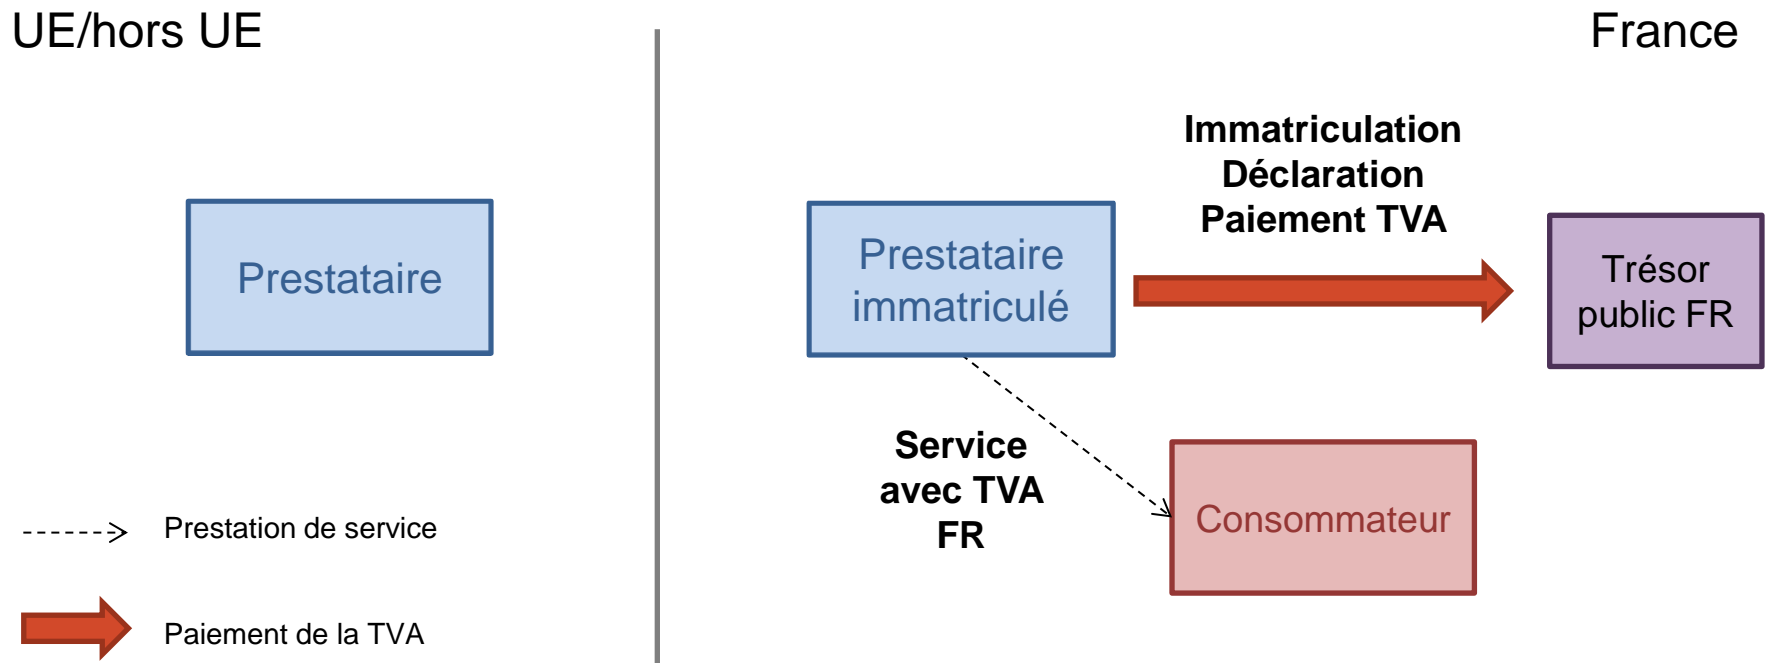 UE/hors UE
France
Immatriculation
Déclaration
Paiement TVA
Prestataire
Prestataire
immatriculé
Trésor
public FR
Service
avec TVA
FR
Consommateur
Prestation de service
Paiement de la TVA